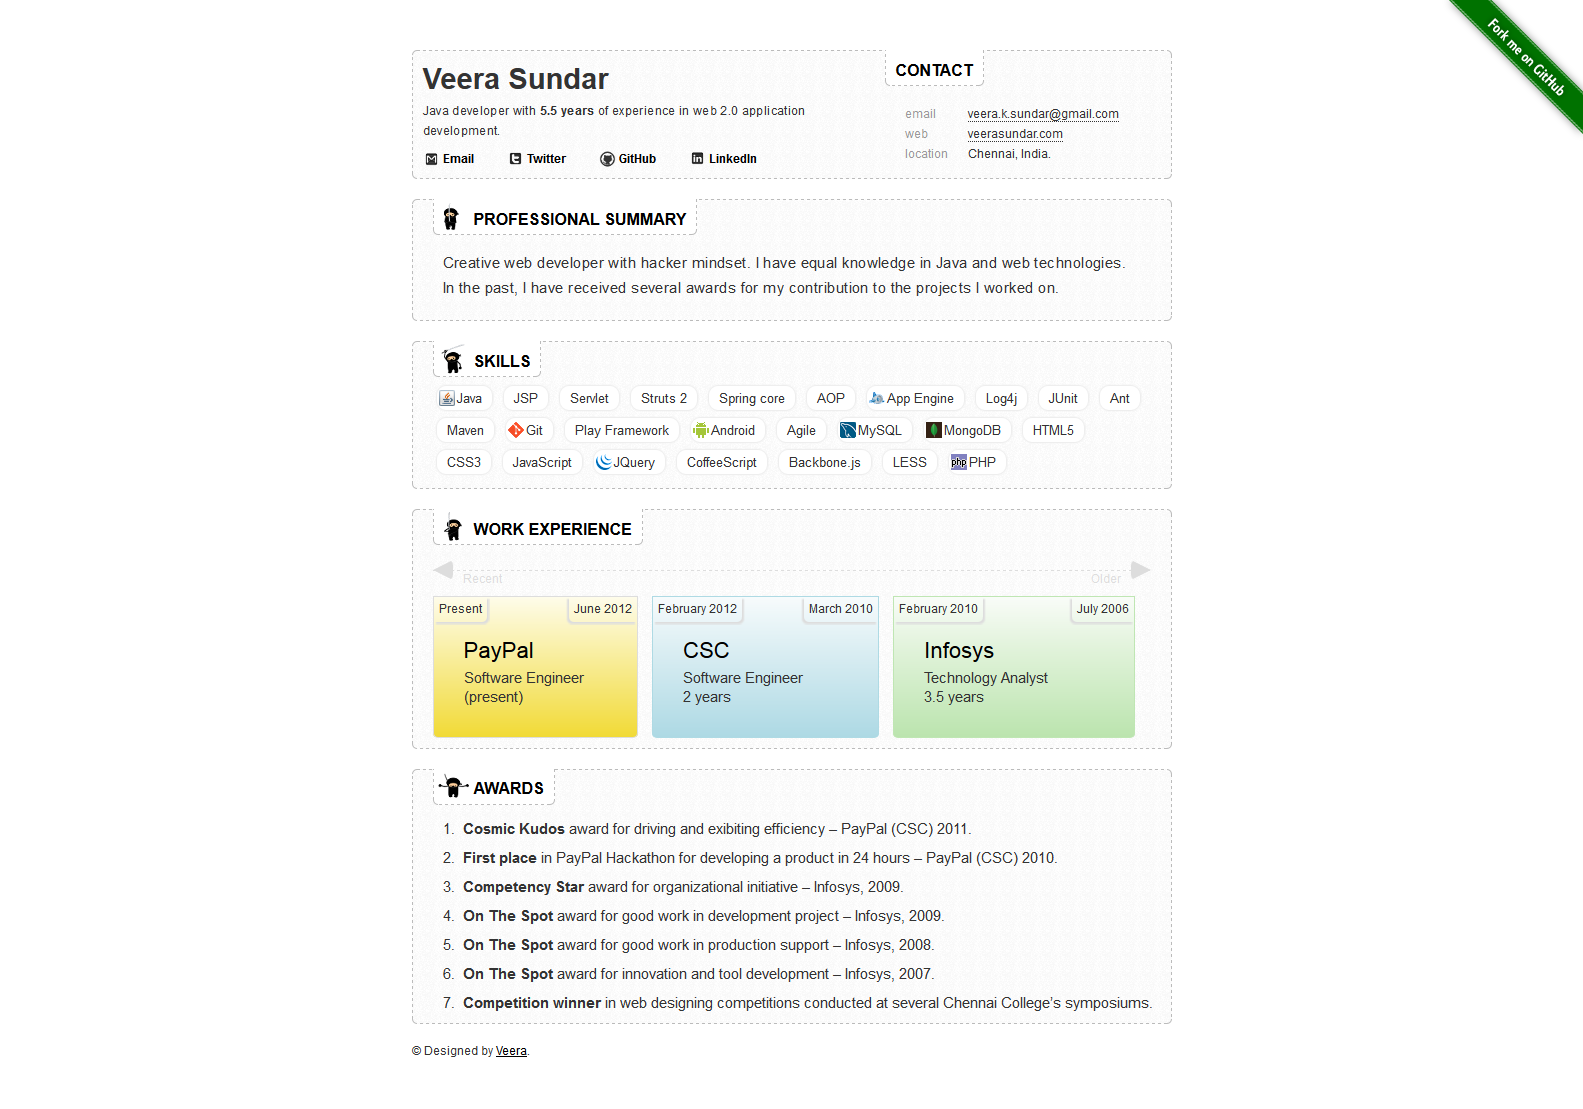 Fork me on GitHub
Veera Sundar
Java developer with 5.5 years of experience in web 2.0 application
development.
Email Twitter GitHub LinkedIn
CONTACT
email veera.k.sundar@gmail.com
web veerasundar.com
location Chennai, India.
PROFESSIONAL SUMMARY
Creative web developer with hacker mindset. I have equal knowledge in Java and web technologies.
In the past, I have received several awards for my contribution to the projects I worked on.
SKILLS
Java JSP Servlet Struts 2 Spring core AOP App Engine Log4j JUnit Ant
Maven Git Play Framework Android Agile MySQL MongoDB HTML5
CSS3 JavaScript JQuery CoffeeScript Backbone.js LESS php PHP
WORK EXPERIENCE
Recent Older
Present June 2012
PayPal
Software Engineer
(present)
February 2012 March 2010
CSC
Software Engineer
2 years
February 2010 July 2006
Infosys
Technology Analyst
3.5 years
AWARDS
1. Cosmic Kudos award for driving and exibiting efficiency – PayPal (CSC) 2011.
2. First place in PayPal Hackathon for developing a product in 24 hours – PayPal (CSC) 2010.
3. Competency Star award for organizational initiative – Infosys, 2009.
4. On The Spot award for good work in development project – Infosys, 2009.
5. On The Spot award for good work in production support – Infosys, 2008.
6. On The Spot award for innovation and tool development – Infosys, 2007.
7. Competition winner in web designing competitions conducted at several Chennai College’s symposiums.
© Designed by Veera.